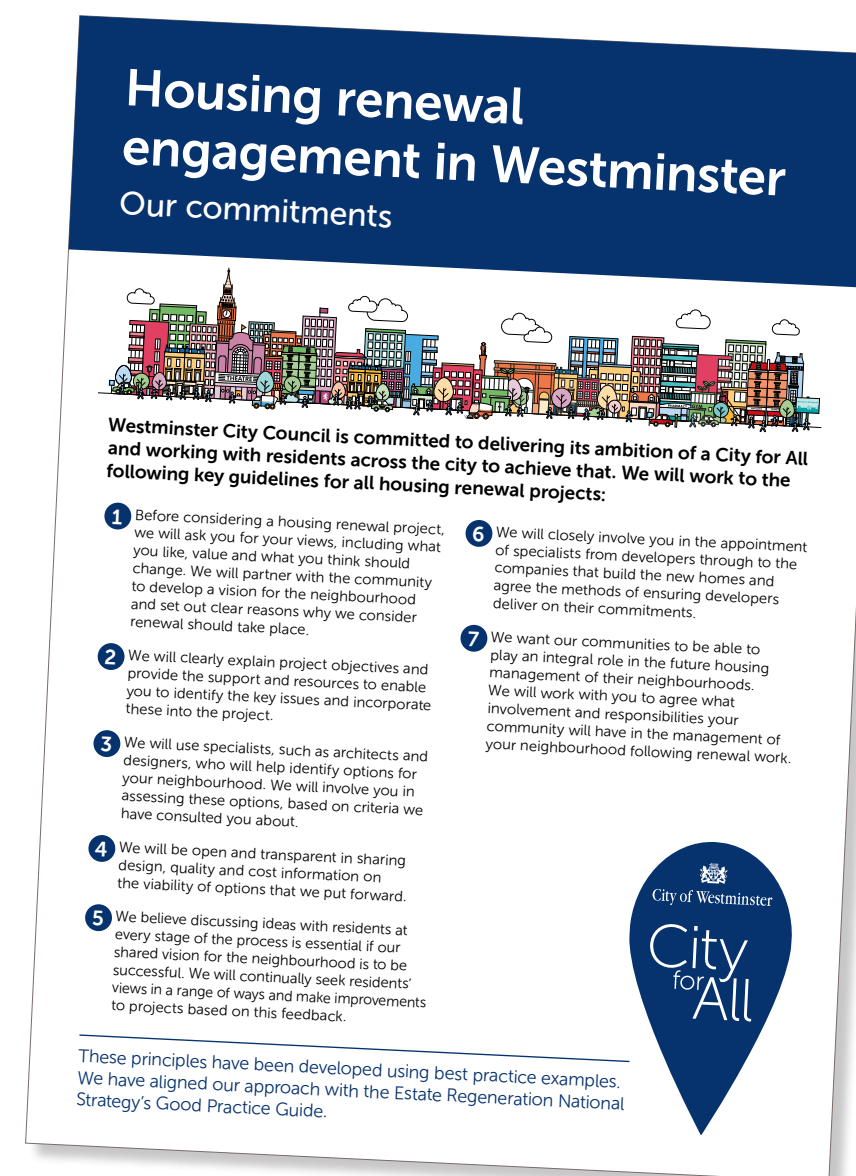 Housing renewal
engagement in Westminster
Our commitments
THEATRE
Westminster City Council is committed to delivering its ambition of a City for All
and working with residents across the city to achieve that. We will work to the
following key guidelines for all housing renewal projects:
1 Before considering a housing renewal project,
we will ask you for your views, including what
you like, value and what you think should
change. We will partner with the community
to develop a vision for the neighbourhood
and set out clear reasons why we consider
renewal should take place.
2 We will clearly explain project objectives and
provide the support and resources to enable
you to identify the key issues and incorporate
these into the project.
3 We will use specialists, such as architects and
designers, who will help identify options for
your neighbourhood. We will involve you in
assessing these options, based on criteria we
have consulted you about.
4 We will be open and transparent in sharing
design, quality and cost information on
the viability of options that we put forward.
5 We believe discussing ideas with residents at
every stage of the process is essential if our
shared vision for the neighbourhood is to be
successful. We will continually seek residents’
views in a range of ways and make improvements
to projects based on this feedback.
6 We will closely involve you in the appointment
of specialists from developers through to the
companies that build the new homes and
agree the methods of ensuring developers
deliver on their commitments.
7 We want our communities to be able to
play an integral role in the future housing
management of their neighbourhoods.
We will work with you to agree what
involvement and responsibilities your
community will have in the management of
your neighbourhood following renewal work.
City of Westminster
City
for
All
These principles have been developed using best practice examples.
We have aligned our approach with the Estate Regeneration National
Strategy’s Good Practice Guide.